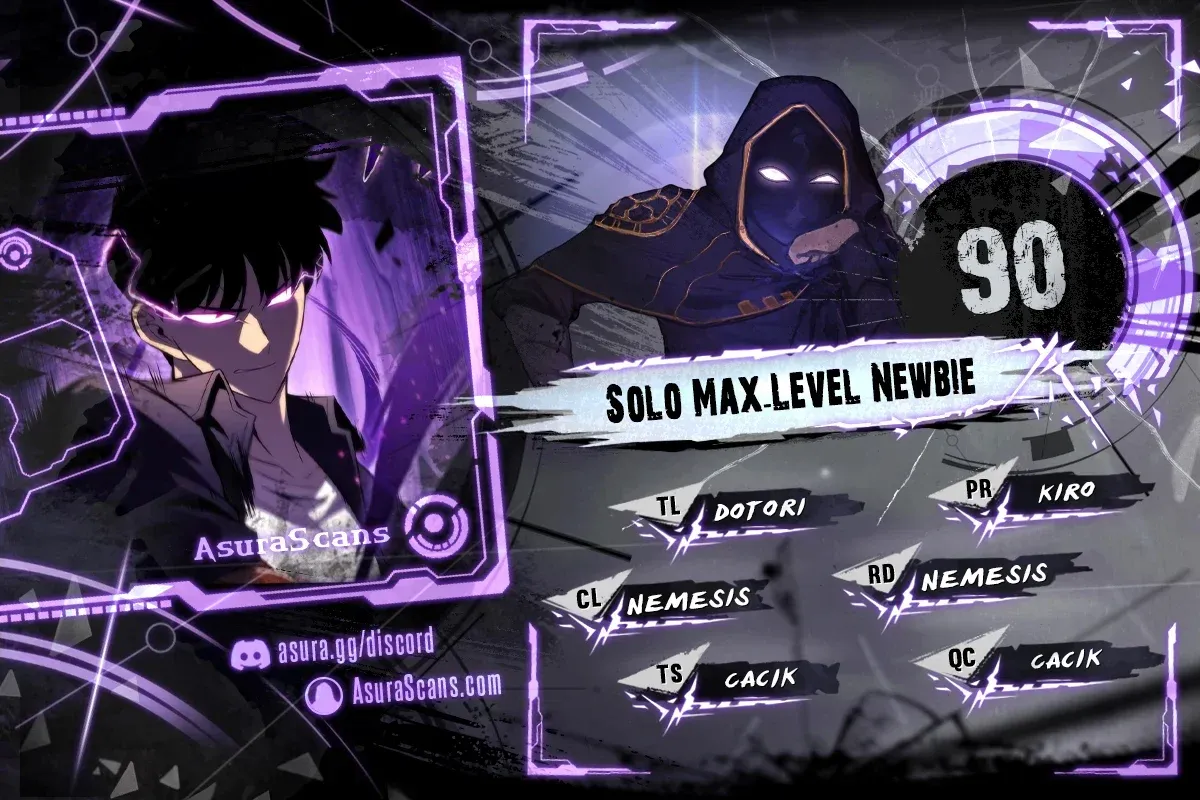 90
SOLO MAX-LEVEL NEWBIE
TL DOTORI
PR KIRO
CL NEMESIS
RD NEMESIS
TS CACIK
QC CACIK
AsuraScans
asura.gg/discord
AsuraScans.com